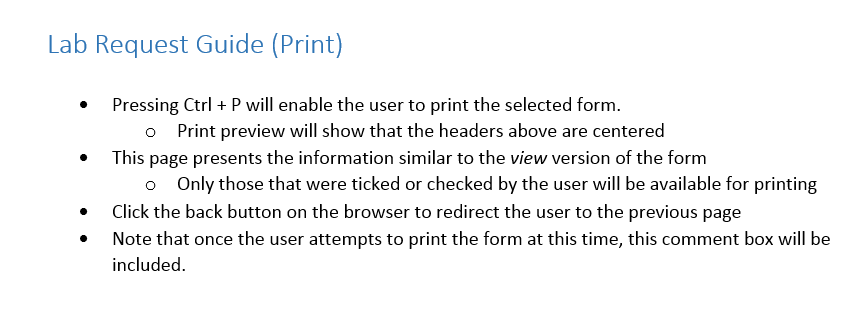 Lab Request Guide (Print)
• Pressing Ctrl + P will enable the user to print the selected form.
o Print preview will show that the headers above are centered
• This page presents the information similar to the view version of the form
o Only those that were ticked or checked by the user will be available for printing
• Click the back button on the browser to redirect the user to the previous page
• Note that once the user attempts to print the form at this time, this comment box will be
included.